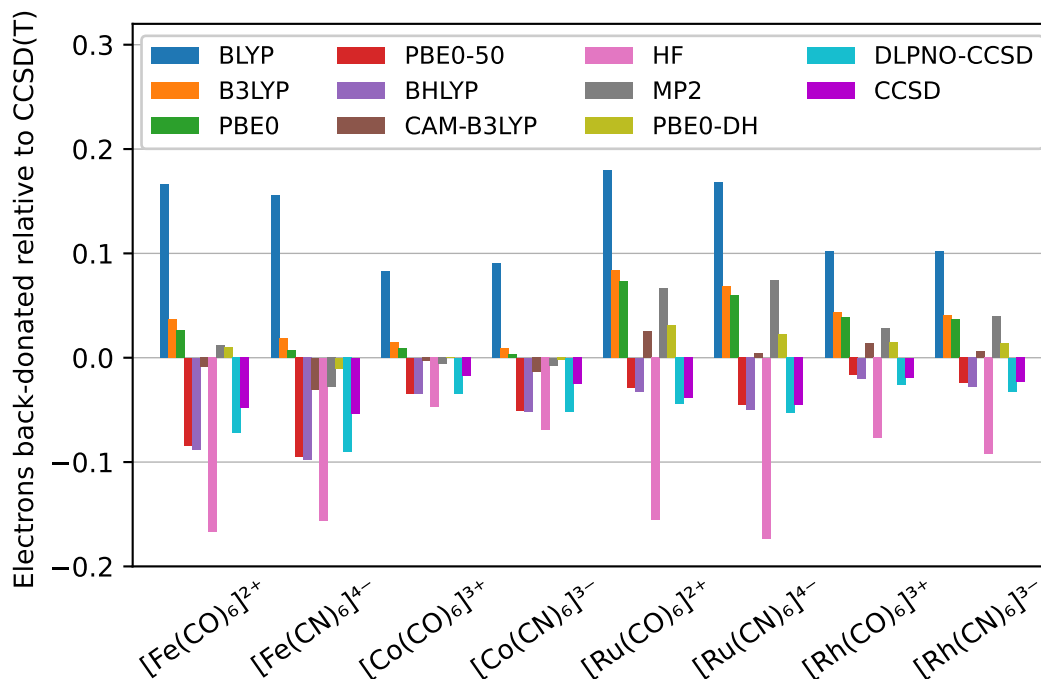 Electrons back-donated relative to CCSD(T)
0.3
0.2
0.1
0.0
−0.1
−0.2
BLYP
B3LYP
PBE0
PBE0-50
BHLYP
CAM-B3LYP
HF
MP2
PBE0-DH
DLPNO-CCSD
CCSD
[Fe(CO)₆]²⁺
[Fe(CN)₆]⁴⁻
[Co(CO)₆]³⁺
[Co(CN)₆]³⁻
[Ru(CO)₆]²⁺
[Ru(CN)₆]⁴⁻
[Rh(CO)₆]³⁺
[Rh(CN)₆]³⁻